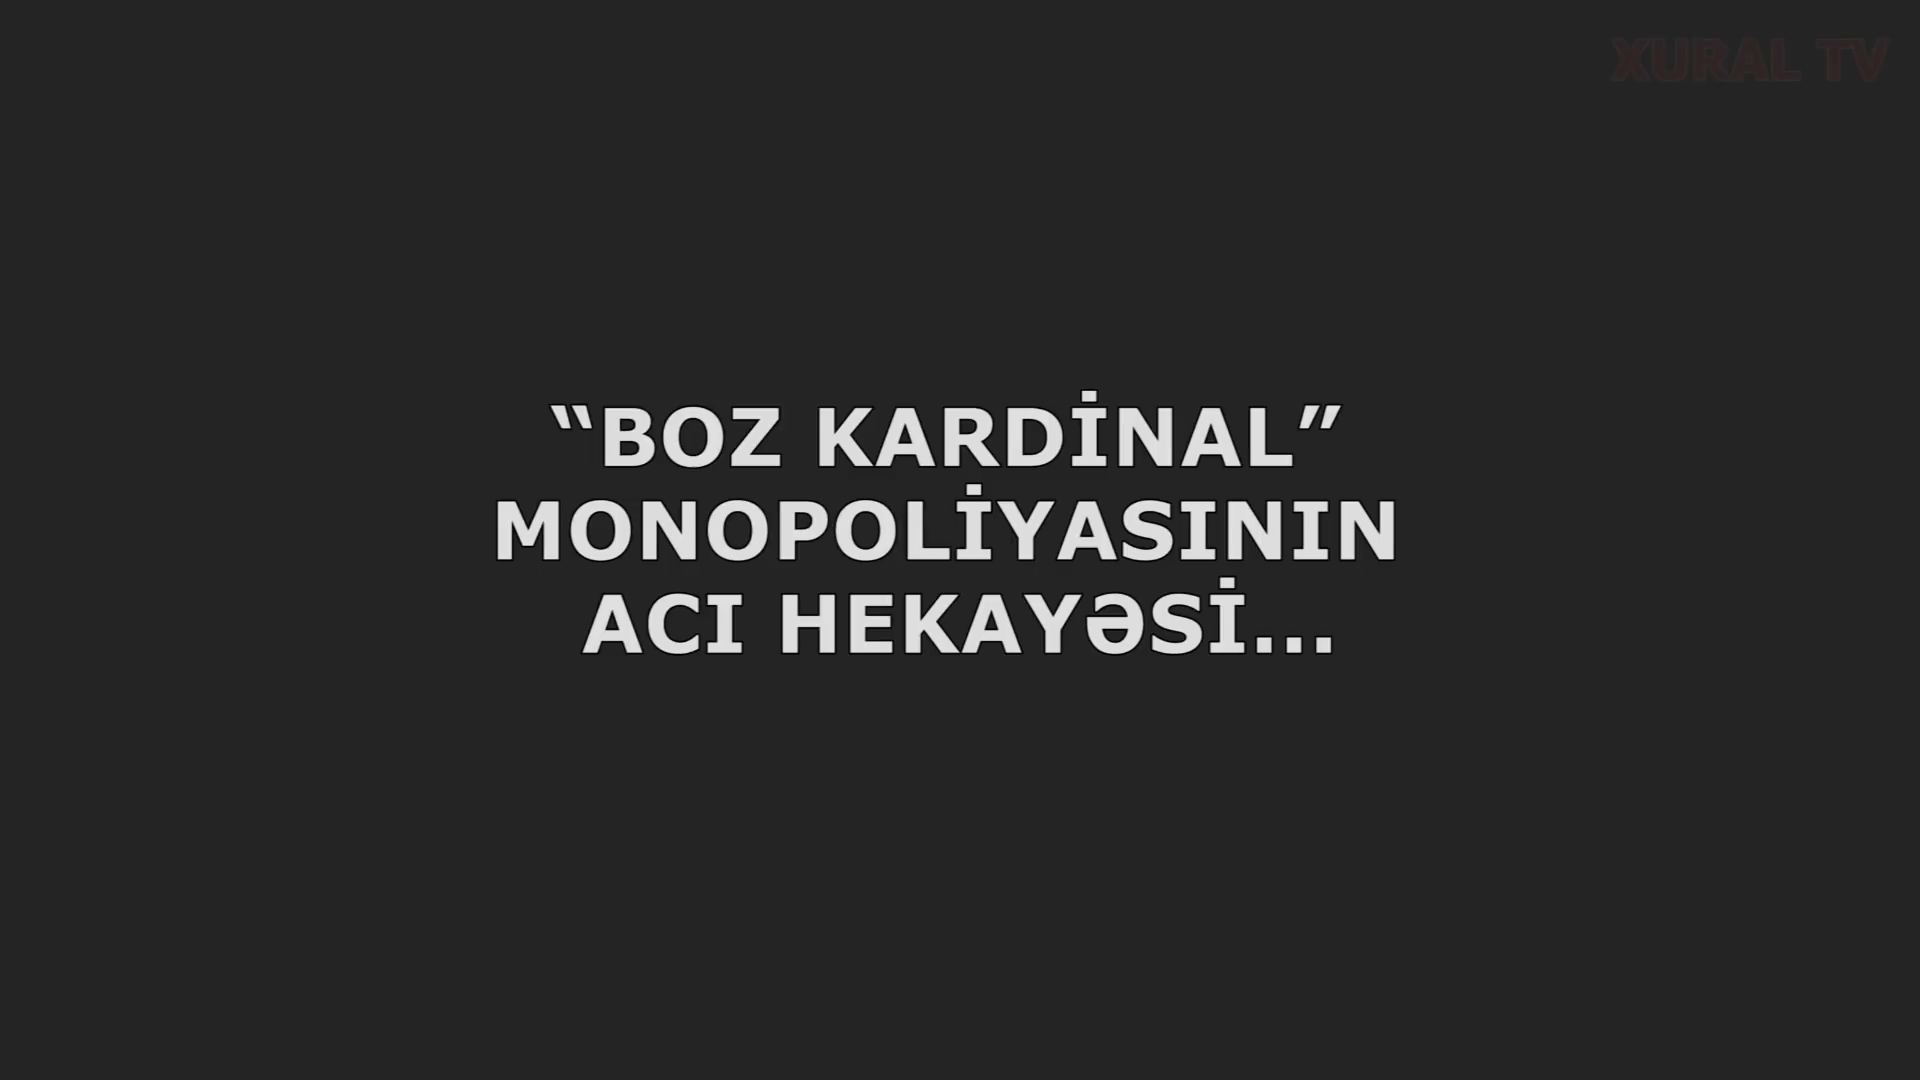 XURAL TV
“BOZ KARDİNAL”
MONOPOLİYASININ
ACI HEKAYƏSİ...